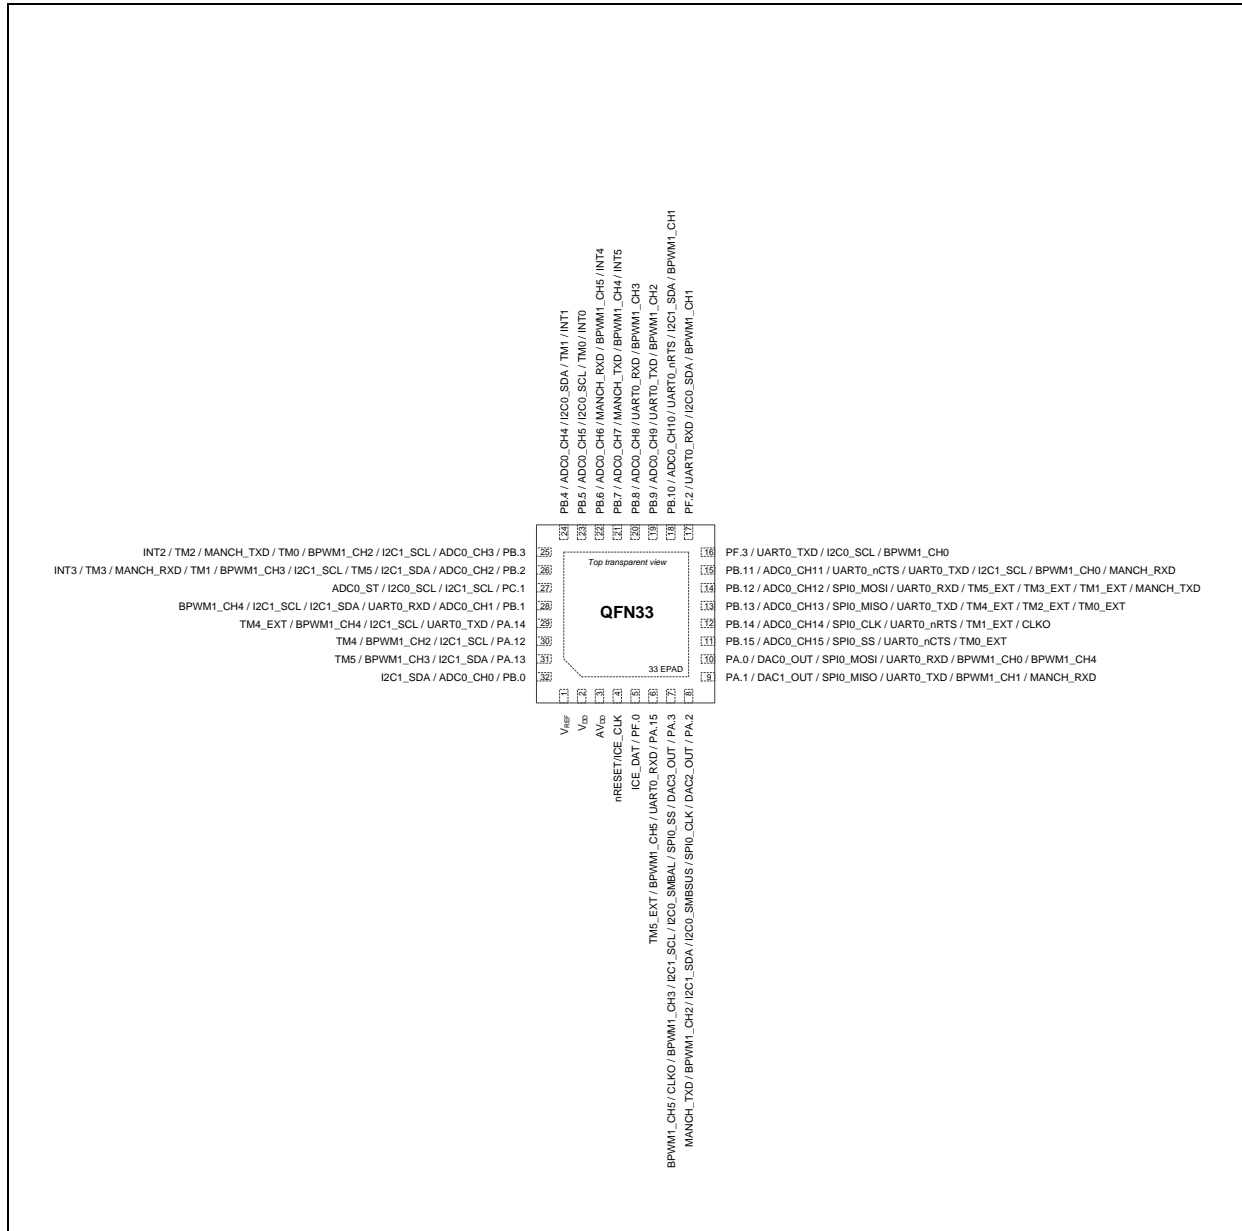 PB.4 / ADC0_CH4 / I2C0_SDA / TM1 / INT1
PB.5 / ADC0_CH5 / I2C0_SCL / TM0 / INT0
PB.6 / ADC0_CH6 / MANCH_RXD / BPWM1_CH5 / INT4
PB.7 / ADC0_CH7 / MANCH_TXD / BPWM1_CH4 / INT5
PB.8 / ADC0_CH8 / UART0_RXD / BPWM1_CH3
PB.9 / ADC0_CH9 / UART0_TXD / BPWM1_CH2
PB.10 / ADC0_CH10 / UART0_nRTS / I2C1_SDA / BPWM1_CH1
PF.2 / UART0_RXD / I2C0_SDA / BPWM1_CH1
24 23 22 21 20 19 18 17
INT2 / TM2 / MANCH_TXD / TM0 / BPWM1_CH2 / I2C1_SCL / ADC0_CH3 / PB.3 25
INT3 / TM3 / MANCH_RXD / TM1 / BPWM1_CH3 / I2C1_SCL / TM5 / I2C1_SDA / ADC0_CH2 / PB.2 26
ADC0_ST / I2C0_SCL / I2C1_SCL / PC.1 27
BPWM1_CH4 / I2C1_SCL / I2C1_SDA / UART0_RXD / ADC0_CH1 / PB.1 28
TM4_EXT / BPWM1_CH4 / I2C1_SCL / UART0_TXD / PA.14 29
TM4 / BPWM1_CH2 / I2C1_SCL / PA.12 30
TM5 / BPWM1_CH3 / I2C1_SDA / PA.13 31
I2C1_SDA / ADC0_CH0 / PB.0 32
Top transparent view
QFN33
33 EPAD
16 PF.3 / UART0_TXD / I2C0_SCL / BPWM1_CH0
15 PB.11 / ADC0_CH11 / UART0_nCTS / UART0_TXD / I2C1_SCL / BPWM1_CH0 / MANCH_RXD
14 PB.12 / ADC0_CH12 / SPI0_MOSI / UART0_RXD / TM5_EXT / TM3_EXT / TM1_EXT / MANCH_TXD
13 PB.13 / ADC0_CH13 / SPI0_MISO / UART0_TXD / TM4_EXT / TM2_EXT / TM0_EXT
12 PB.14 / ADC0_CH14 / SPI0_CLK / UART0_nRTS / TM1_EXT / CLKO
11 PB.15 / ADC0_CH15 / SPI0_SS / UART0_nCTS / TM0_EXT
10 PA.0 / DAC0_OUT / SPI0_MOSI / UART0_RXD / BPWM1_CH0 / BPWM1_CH4
9 PA.1 / DAC1_OUT / SPI0_MISO / UART0_TXD / BPWM1_CH1 / MANCH_RXD
1 2 3 4 5 6 7 8
VREF
VDD
AVDD
nRESET/ICE_CLK
ICE_DAT / PF.0
TM5_EXT / BPWM1_CH5 / UART0_RXD / PA.15
BPWM1_CH5 / CLKO / BPWM1_CH3 / I2C1_SCL / I2C0_SMBAL / SPI0_SS / DAC3_OUT / PA.3
MANCH_TXD / BPWM1_CH2 / I2C1_SDA / I2C0_SMBSUS / SPI0_CLK / DAC2_OUT / PA.2